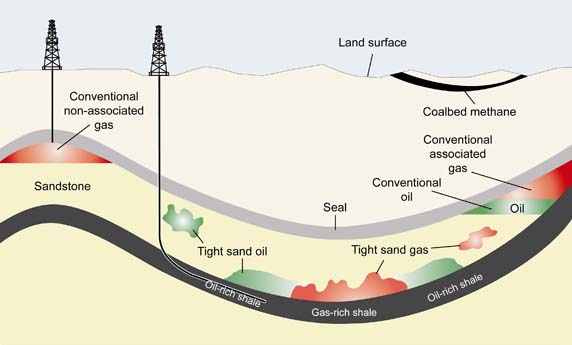 Land surface
Conventional
non-associated
gas
Coalbed methane
Conventional
associated
gas
Conventional
oil
Sandstone
Seal
Oil
Tight sand oil
Tight sand gas
Oil-rich shale
Gas-rich shale
Oil-rich shale